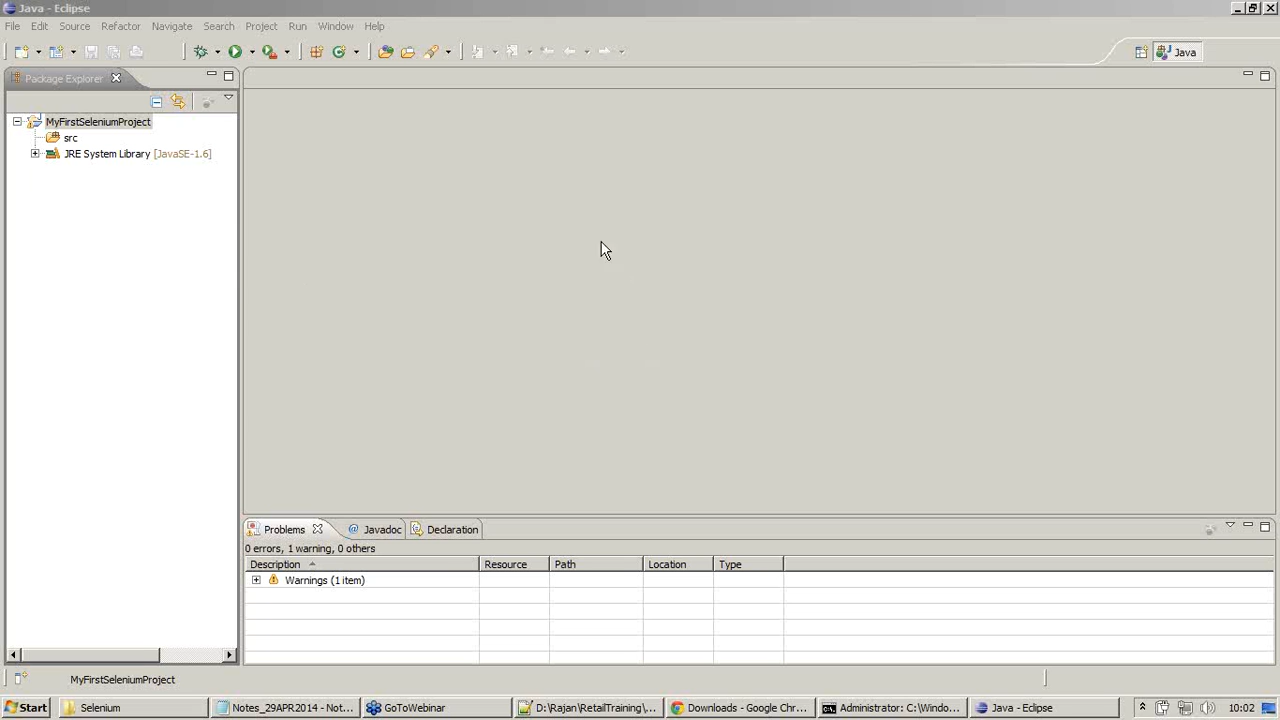 Java - Eclipse
File Edit Source Refactor Navigate Search Project Run Window Help
Java
Package Explorer
MyFirstSeleniumProject
src
JRE System Library [JavaSE-1.6]
Problems @ Javadoc Declaration
0 errors, 1 warning, 0 others
Description Resource Path Location Type
Warnings (1 item)
MyFirstSeleniumProject
Start Selenium Notes_29APR2014 - Not... GoToWebinar D:\Rajan\RetailTraining\... Downloads - Google Chr... Administrator: C:\Windo... Java - Eclipse 10:02